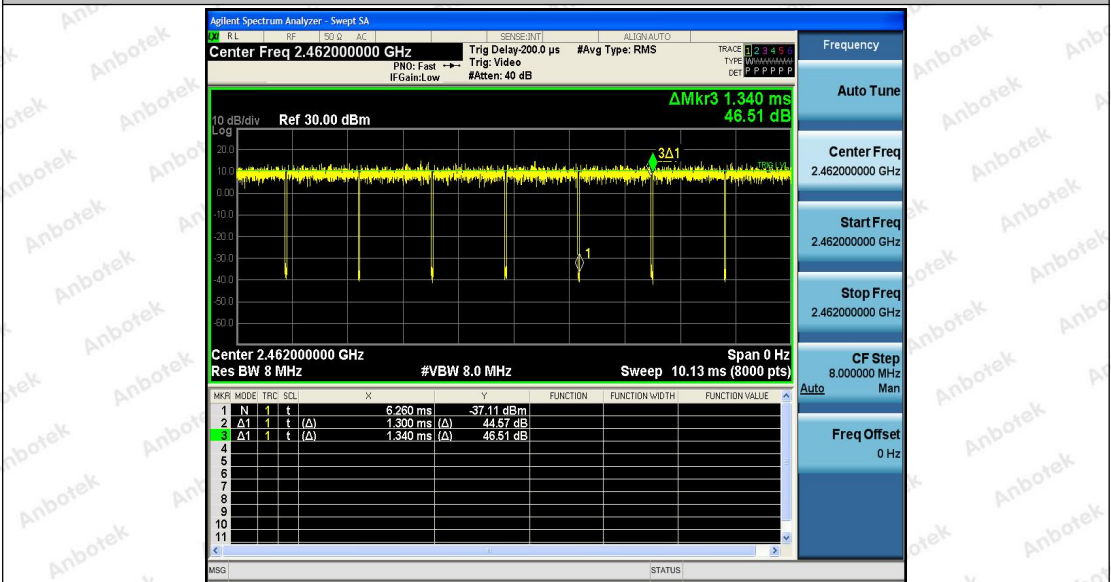 Agilent Spectrum Analyzer - Swept SA
RL RF 50 Ω AC SENSE:INT ALIGNAUTO
Center Freq 2.462000000 GHz
PNO: Fast
IFGain:Low
Trig Delay-200.0 µs
Trig: Video
#Atten: 40 dB
#Avg Type: RMS
TRACE 1 2 3 4 5 6
TYPE
DET P P P P P P
ΔMkr3 1.340 ms
46.51 dB
10 dB/div Ref 30.00 dBm
Log
20.0
10.0
0.00
-10.0
-20.0
-30.0
-40.0
-50.0
-60.0
3Δ1
TRIG LVL
1
Center 2.462000000 GHz Span 0 Hz
Res BW 8 MHz #VBW 8.0 MHz Sweep 10.13 ms (8000 pts)
MKR MODE TRC SCL X Y FUNCTION FUNCTION WIDTH FUNCTION VALUE
1 N 1 t 6.260 ms -37.11 dBm
2 Δ1 1 t (Δ) 1.300 ms (Δ) 44.57 dB
3 Δ1 1 t (Δ) 1.340 ms (Δ) 46.51 dB
4
5
6
7
8
9
10
11
MSG STATUS
Frequency
Auto Tune
Center Freq
2.462000000 GHz
Start Freq
2.462000000 GHz
Stop Freq
2.462000000 GHz
CF Step
8.000000 MHz
Auto Man
Freq Offset
0 Hz
Anbotek